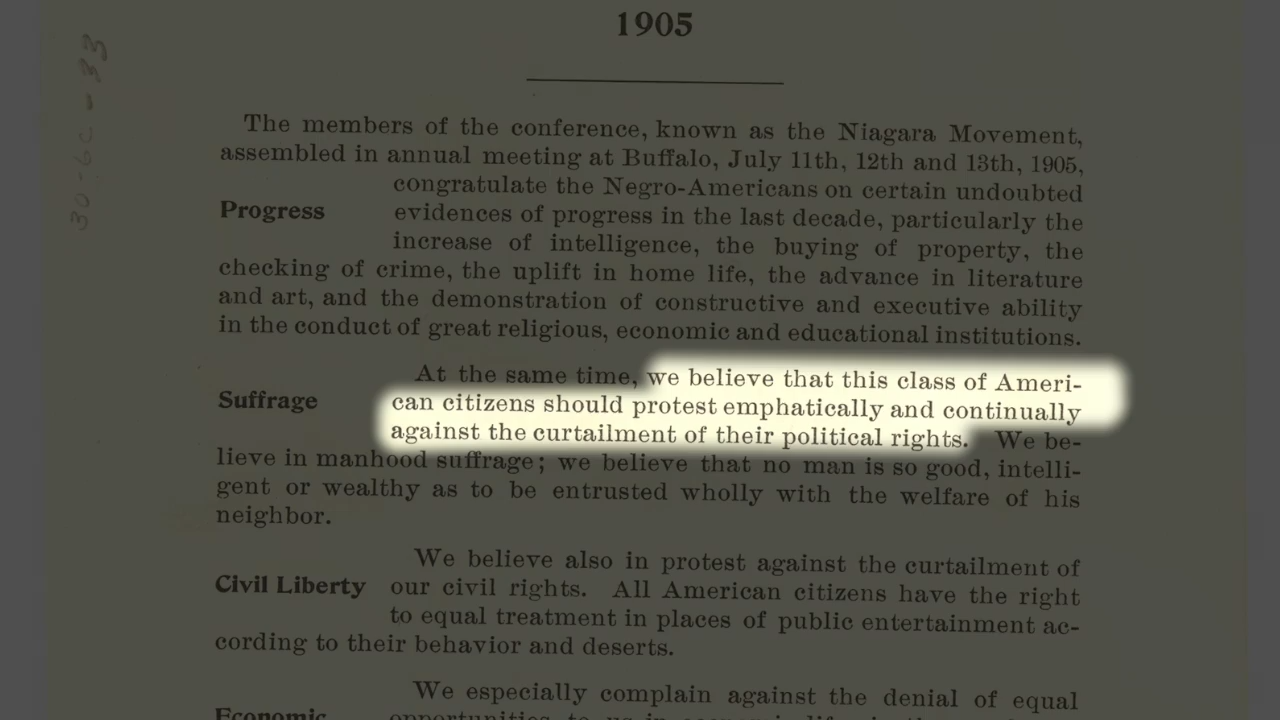 1905
30-60-33
The members of the conference, known as the Niagara Movement,
assembled in annual meeting at Buffalo, July 11th, 12th and 13th, 1905,
congratulate the Negro-Americans on certain undoubted
Progress evidences of progress in the last decade, particularly the
increase of intelligence, the buying of property, the
checking of crime, the uplift in home life, the advance in literature
and art, and the demonstration of constructive and executive ability
in the conduct of great religious, economic and educational institutions.
At the same time, we believe that this class of Ameri-
Suffrage can citizens should protest emphatically and continually
against the curtailment of their political rights. We be-
lieve in manhood suffrage; we believe that no man is so good, intelli-
gent or wealthy as to be entrusted wholly with the welfare of his
neighbor.
We believe also in protest against the curtailment of
Civil Liberty our civil rights. All American citizens have the right
to equal treatment in places of public entertainment ac-
cording to their behavior and deserts.
We especially complain against the denial of equal
Economic opportunities to us in